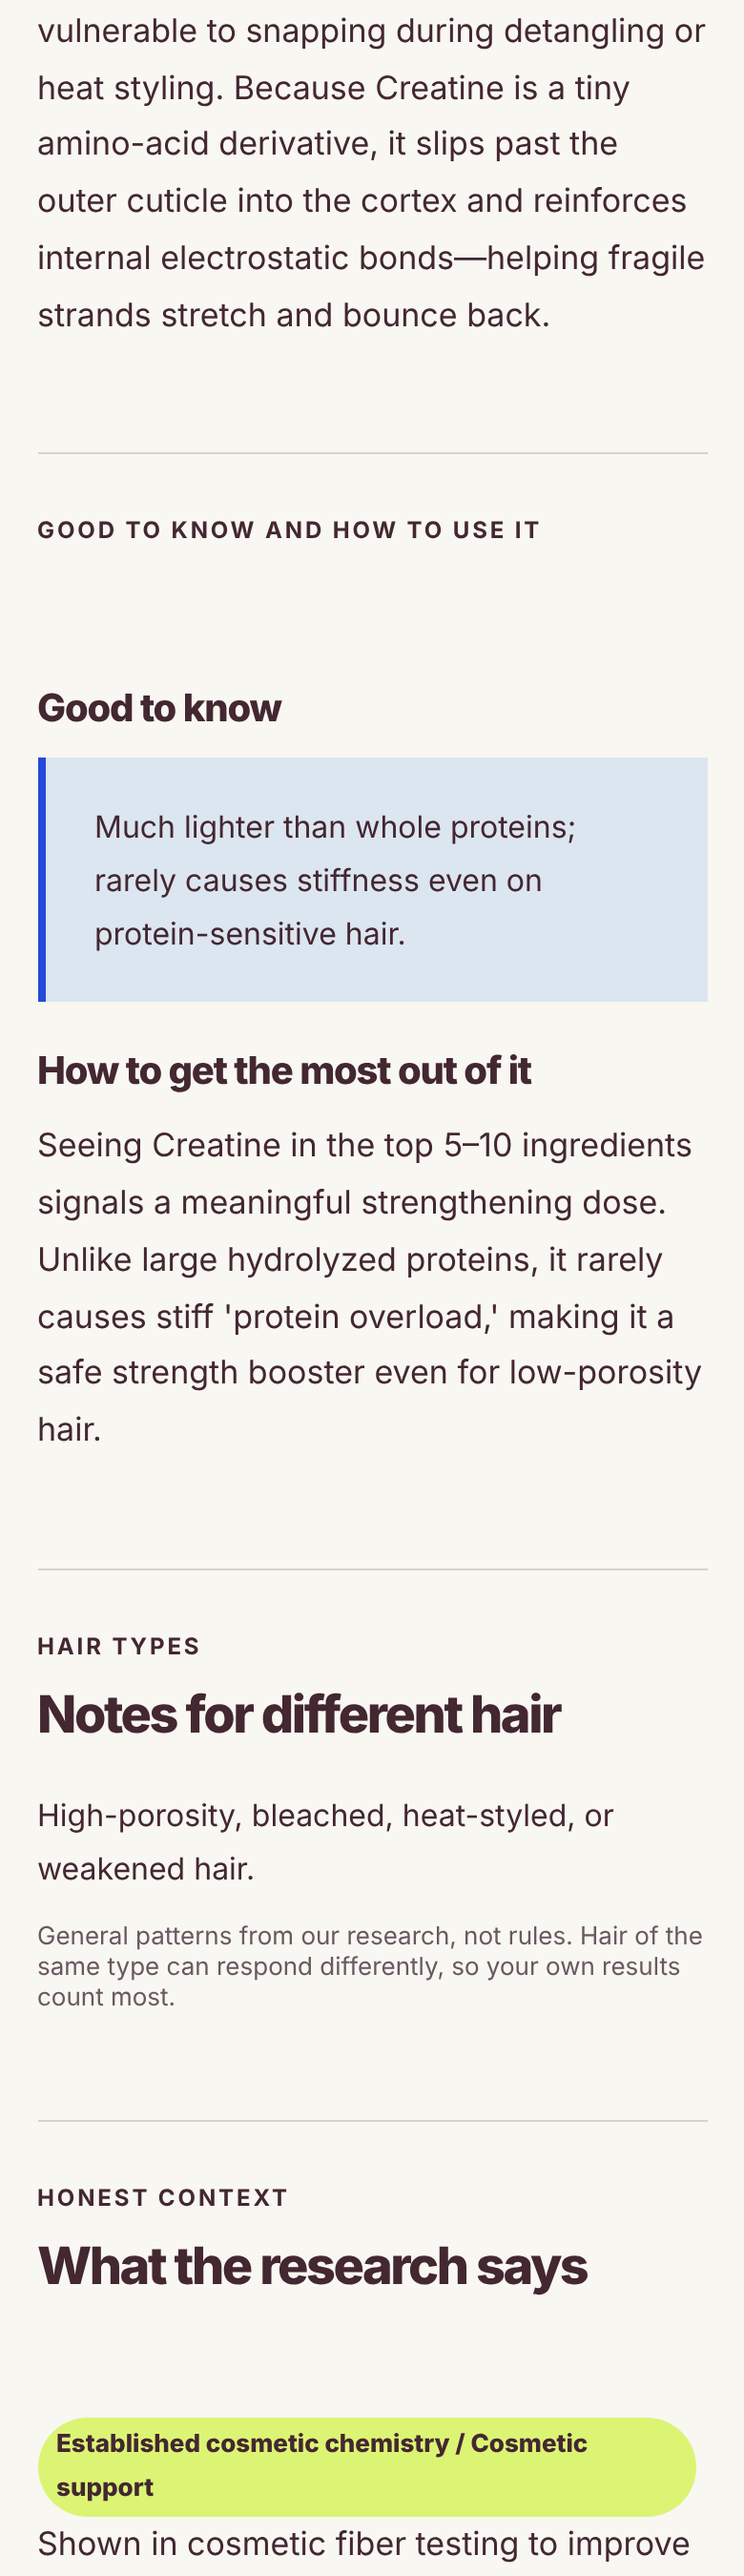 vulnerable to snapping during detangling or
heat styling. Because Creatine is a tiny
amino-acid derivative, it slips past the
outer cuticle into the cortex and reinforces
internal electrostatic bonds—helping fragile
strands stretch and bounce back.
GOOD TO KNOW AND HOW TO USE IT
Good to know
Much lighter than whole proteins;
rarely causes stiffness even on
protein-sensitive hair.
How to get the most out of it
Seeing Creatine in the top 5–10 ingredients
signals a meaningful strengthening dose.
Unlike large hydrolyzed proteins, it rarely
causes stiff 'protein overload,' making it a
safe strength booster even for low-porosity
hair.
HAIR TYPES
Notes for different hair
High-porosity, bleached, heat-styled, or
weakened hair.
General patterns from our research, not rules. Hair of the
same type can respond differently, so your own results
count most.
HONEST CONTEXT
What the research says
Established cosmetic chemistry / Cosmetic
support
Shown in cosmetic fiber testing to improve